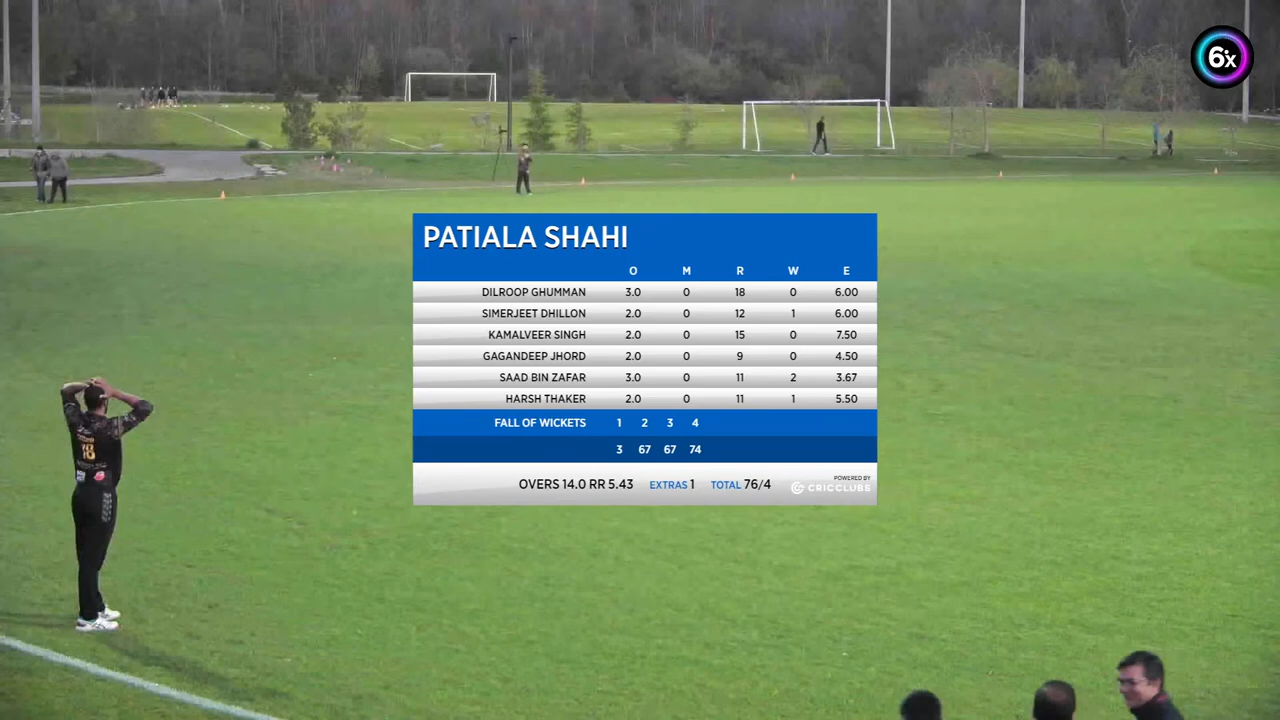 6x
PATIALA SHAHI
O M R W E
DILROOP GHUMMAN 3.0 0 18 0 6.00
SIMERJEET DHILLON 2.0 0 12 1 6.00
KAMALVEER SINGH 2.0 0 15 0 7.50
GAGANDEEP JHORD 2.0 0 9 0 4.50
SAAD BIN ZAFAR 3.0 0 11 2 3.67
HARSH THAKER 2.0 0 11 1 5.50
FALL OF WICKETS 1 2 3 4
3 67 67 74
OVERS 14.0 RR 5.43 EXTRAS 1 TOTAL 76/4
POWERED BY
CRICCLUBS
18